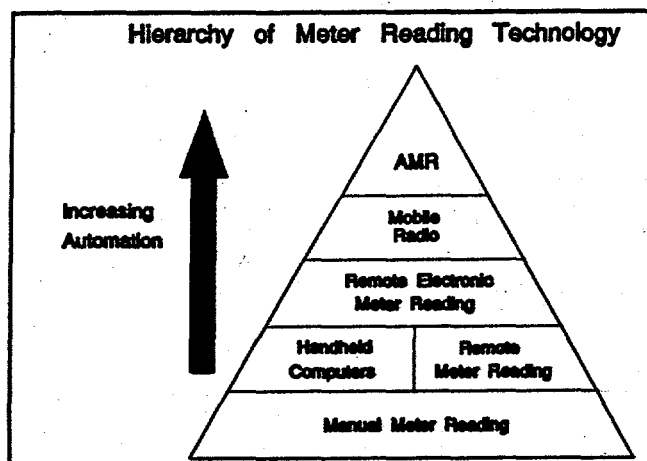 Hierarchy of Meter Reading Technology
AMR
Increasing
Automation
Mobile
Radio
Remote Electronic
Meter Reading
Handheld
Computers
Remote
Meter Reading
Manual Meter Reading